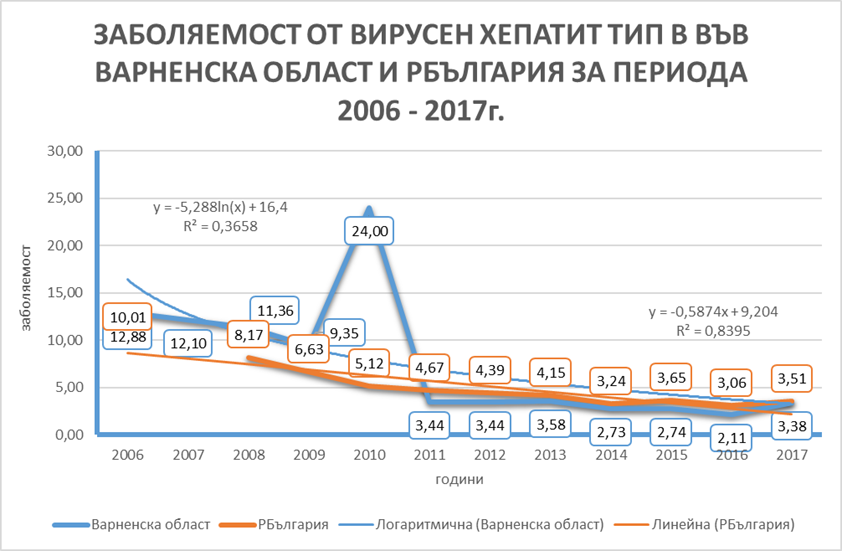 ЗАБОЛЯЕМОСТ ОТ ВИРУСЕН ХЕПАТИТ ТИП В ВЪВ
ВАРНЕНСКА ОБЛАСТ И РБЪЛГАРИЯ ЗА ПЕРИОДА
2006 - 2017г.
30,00
25,00
20,00
15,00
10,00
5,00
0,00
заболяемост
y = -5,288ln(x) + 16,4
R² = 0,3658
y = -0,5874x + 9,204
R² = 0,8395
12,88
12,10
11,36
9,35
24,00
3,44
3,44
3,58
2,73
2,74
2,11
3,38
10,01
8,17
6,63
5,12
4,67
4,39
4,15
3,24
3,65
3,06
3,51
2006 2007 2008 2009 2010 2011 2012 2013 2014 2015 2016 2017
години
Варненска област РБългария Логаритмична (Варненска област) Линейна (РБългария)